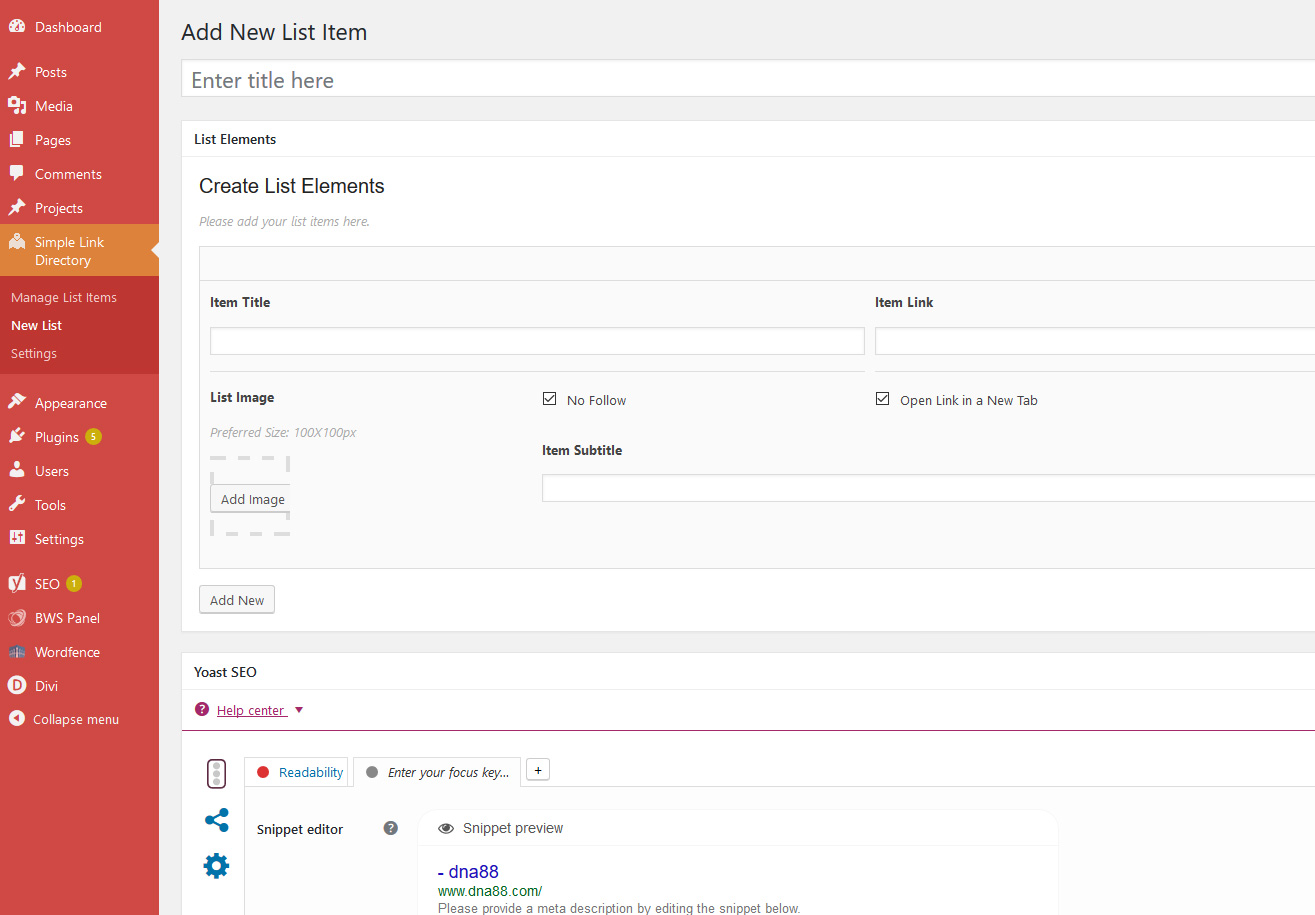 Dashboard
Posts
Media
Pages
Comments
Projects
Simple Link
Directory
Manage List Items
New List
Settings
Appearance
Plugins 5
Users
Tools
Settings
SEO 1
BWS Panel
Wordfence
Divi
Collapse menu
Add New List Item
Enter title here
List Elements
Create List Elements
Please add your list items here.
Item Title
Item Link
List Image
No Follow
Open Link in a New Tab
Preferred Size: 100X100px
Item Subtitle
Add Image
Add New
Yoast SEO
? Help center
Readability
Enter your focus key...
+
Snippet editor
?
Snippet preview
- dna88
www.dna88.com/
Please provide a meta description by editing the snippet below.